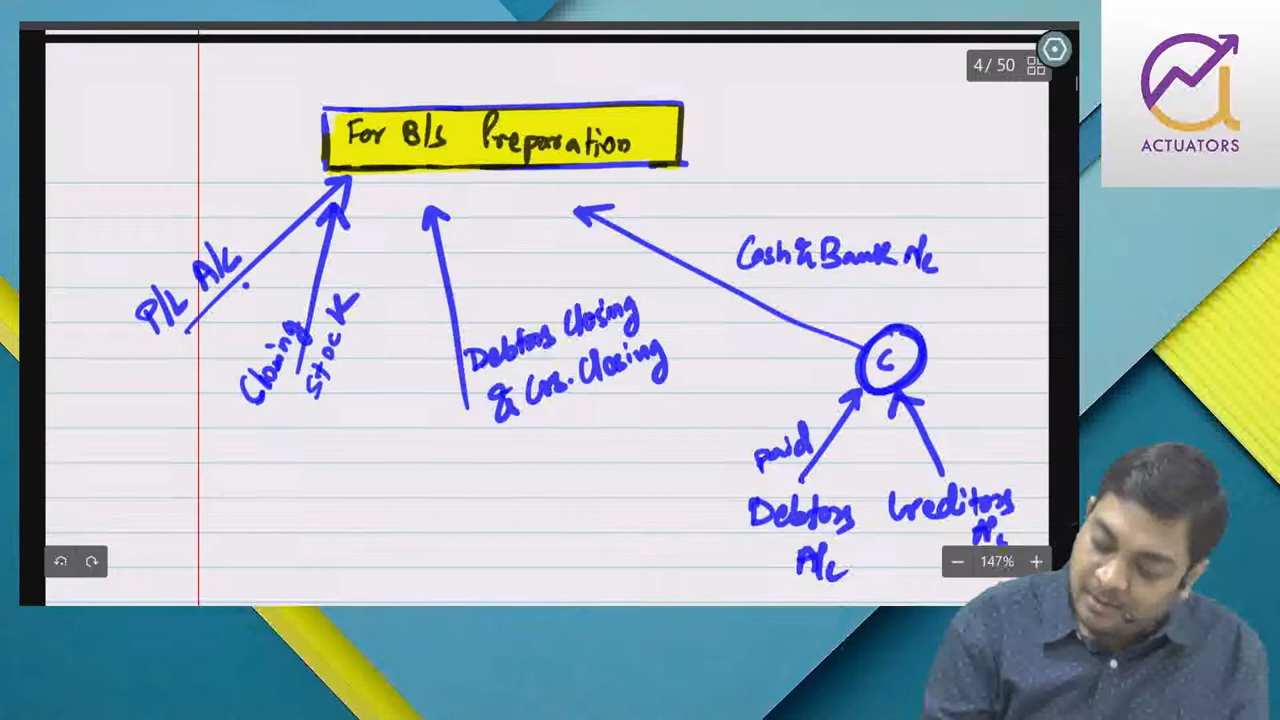 4 / 50
ACTUATORS
For B/s Preparation
P/L A/c
Closing
Stock
Debtors Closing
& Crs. Closing
Cash & Bank A/c
C
paid
Debtors
A/c
Creditors
A/c
147%